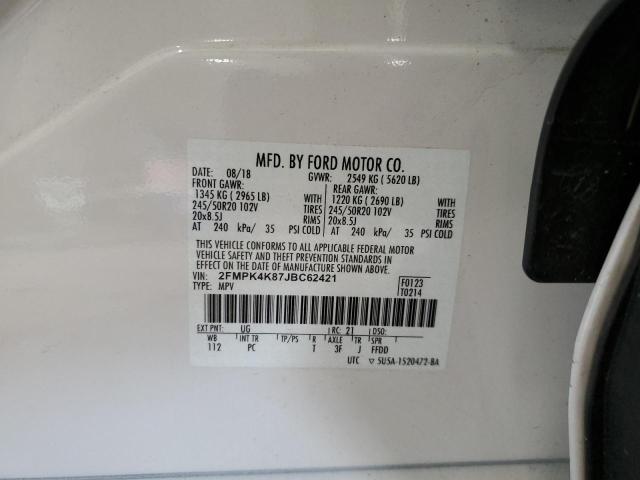 MFD. BY FORD MOTOR CO.
DATE: 08/18 GVWR: 2549 KG ( 5620 LB)
FRONT GAWR: REAR GAWR:
1345 KG ( 2965 LB) WITH 1220 KG ( 2690 LB) WITH
245/50R20 102V TIRES 245/50R20 102V TIRES
20x8.5J RIMS 20x8.5J RIMS
AT 240 kPa/ 35 PSI COLD AT 240 kPa/ 35 PSI COLD
THIS VEHICLE CONFORMS TO ALL APPLICABLE FEDERAL MOTOR
VEHICLE SAFETY AND THEFT PREVENTION STANDARDS IN
EFFECT ON THE DATE OF MANUFACTURE SHOWN ABOVE.
VIN: 2FMPK4K87JBC62421 F0123
TYPE: MPV T0214
EXT PNT: UG RC: 21 DSO:
WB INT TR TP/PS R AXLE TR SPR
112 PC T 3F J FFDD
UTC ▽ 5U5A-1520472-BA